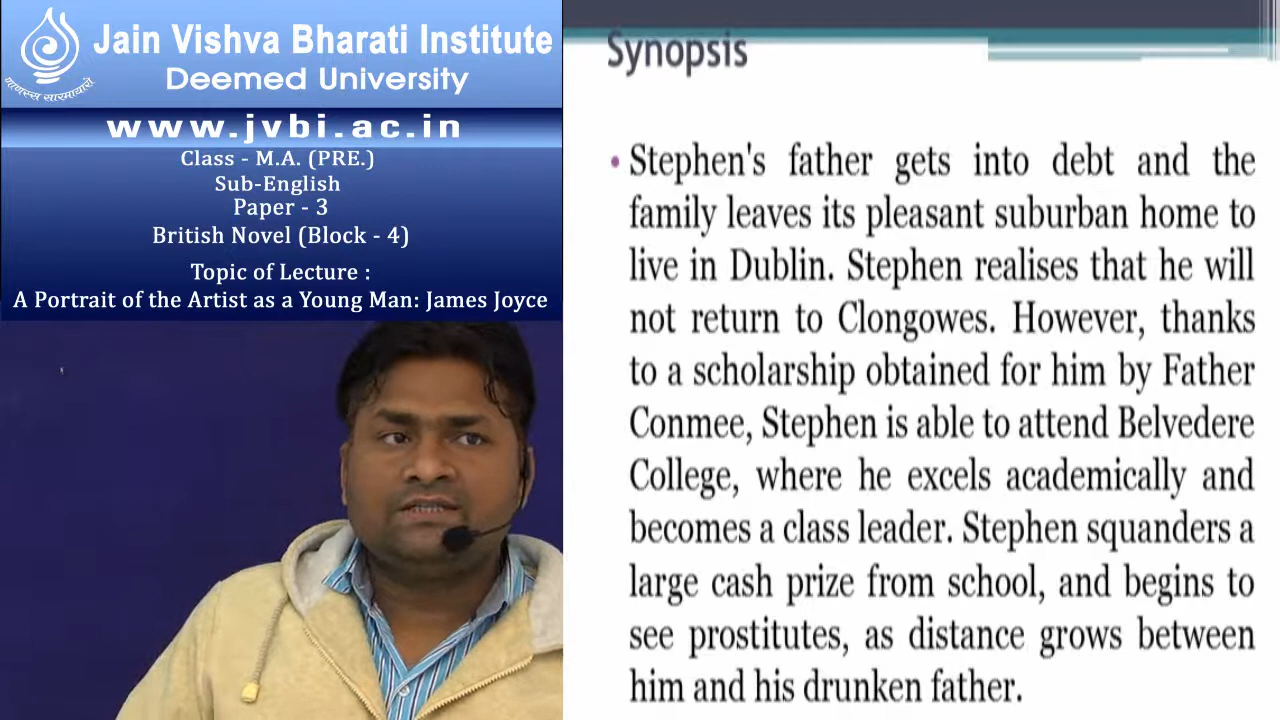 Jain Vishva Bharati Institute
Deemed University
www.jvbi.ac.in
Class - M.A. (PRE.)
Sub-English
Paper - 3
British Novel (Block - 4)
Topic of Lecture :
A Portrait of the Artist as a Young Man: James Joyce
Synopsis
• Stephen's father gets into debt and the
family leaves its pleasant suburban home to
live in Dublin. Stephen realises that he will
not return to Clongowes. However, thanks
to a scholarship obtained for him by Father
Conmee, Stephen is able to attend Belvedere
College, where he excels academically and
becomes a class leader. Stephen squanders a
large cash prize from school, and begins to
see prostitutes, as distance grows between
him and his drunken father.